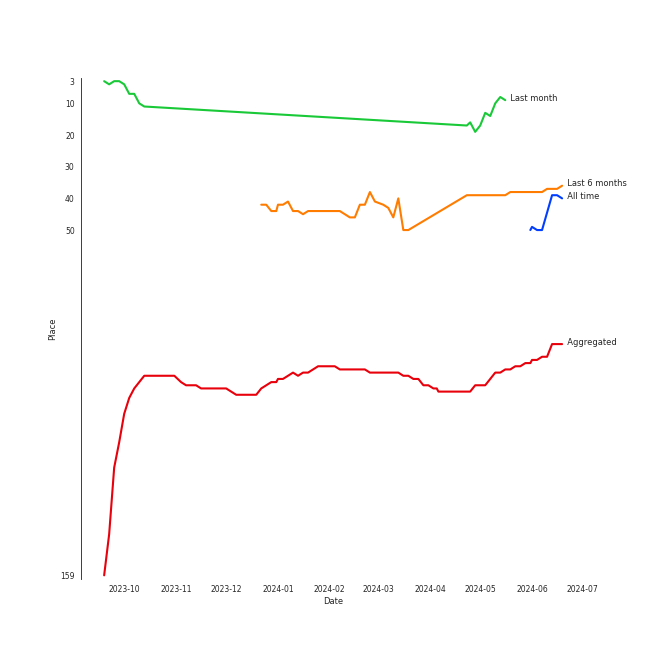 3
10
20
30
40
50
159
Place
Last month
Last 6 months
All time
Aggregated
2023-10
2023-11
2023-12
2024-01
2024-02
2024-03
2024-04
2024-05
2024-06
2024-07
Date